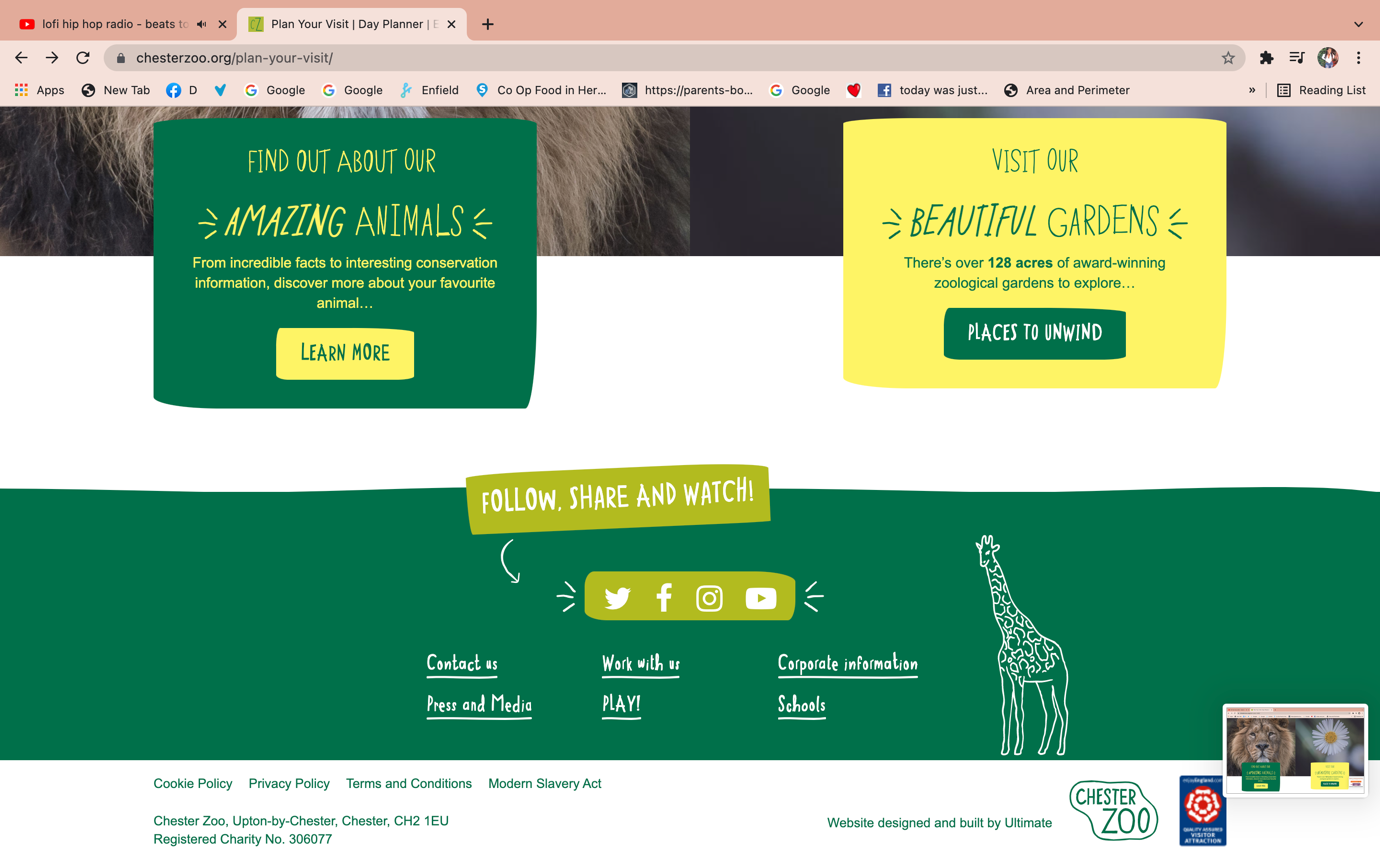 lofi hip hop radio - beats to
Plan Your Visit | Day Planner | E
chesterzoo.org/plan-your-visit/
Apps
New Tab
D
Google
Google
Enfield
Co Op Food in Her...
https://parents-bo...
Google
today was just...
Area and Perimeter
»
Reading List
FIND OUT ABOUT OUR
AMAZING ANIMALS
From incredible facts to interesting conservation
information, discover more about your favourite
animal…
LEARN MORE
VISIT OUR
BEAUTIFUL GARDENS
There’s over 128 acres of award-winning
zoological gardens to explore…
PLACES TO UNWIND
FOLLOW, SHARE AND WATCH!
Contact us
Work with us
Corporate information
Press and Media
PLAY!
Schools
Cookie Policy
Privacy Policy
Terms and Conditions
Modern Slavery Act
Chester Zoo, Upton-by-Chester, Chester, CH2 1EU
Registered Charity No. 306077
Website designed and built by Ultimate
CHESTER
ZOO
QUALITY ASSURED
VISITOR
ATTRACTION